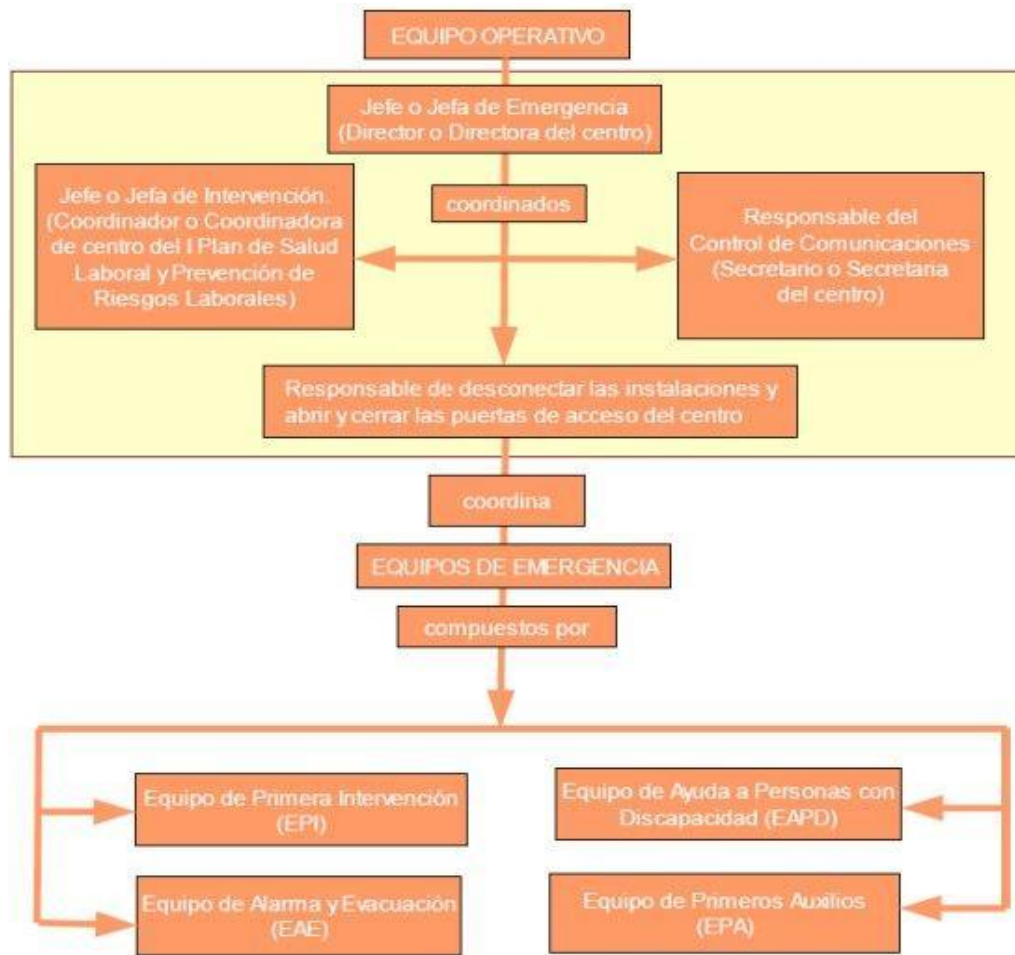 EQUIPO OPERATIVO
Jefe o Jefa de Emergencia
(Director o Directora del centro)
Jefe o Jefa de Intervención.
(Coordinador o Coordinadora
de centro del I Plan de Salud
Laboral y Prevención de
Riesgos Laborales)
coordinados
Responsable del
Control de Comunicaciones
(Secretario o Secretaria
del centro)
Responsable de desconectar las instalaciones y
abrir y cerrar las puertas de acceso del centro
coordina
EQUIPOS DE EMERGENCIA
compuestos por
Equipo de Primera Intervención
(EPI)
Equipo de Ayuda a Personas con
Discapacidad (EAPD)
Equipo de Alarma y Evacuación
(EAE)
Equipo de Primeros Auxilios
(EPA)